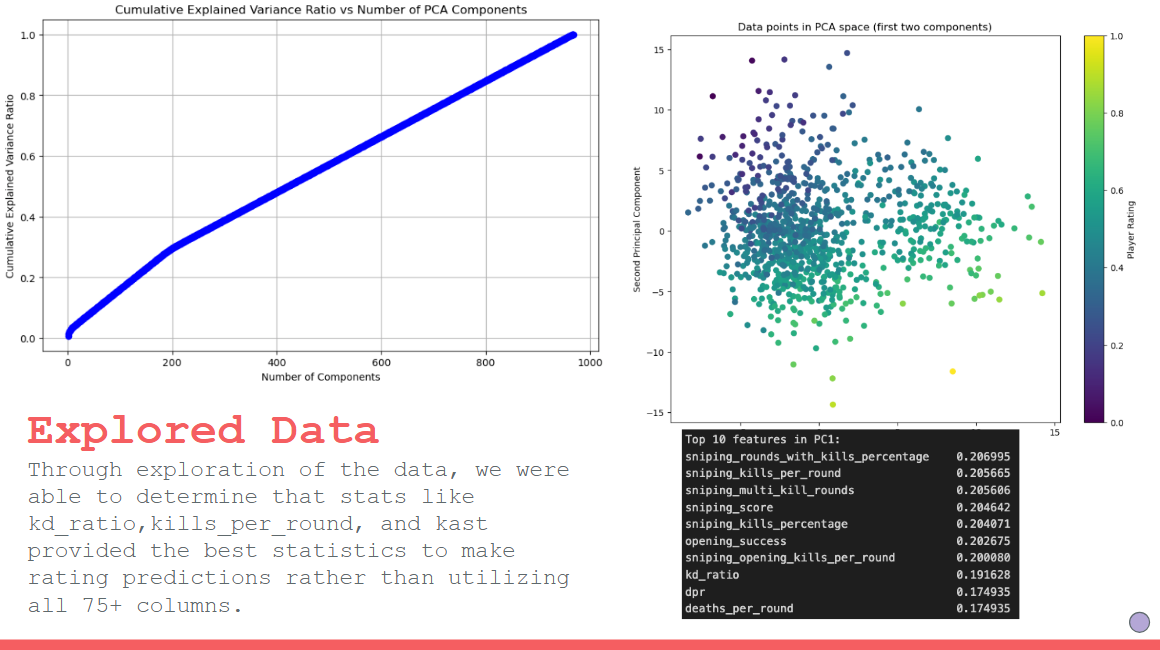 Cumulative Explained Variance Ratio vs Number of PCA Components
Cumulative Explained Variance Ratio
1.0
0.8
0.6
0.4
0.2
0.0
0 200 400 600 800 1000
Number of Components
Data points in PCA space (first two components)
Second Principal Component
15
10
5
0
−5
−10
−15
15
1.0
0.8
0.6
0.4
0.2
0.0
Player Rating
Explored Data
Through exploration of the data, we were
able to determine that stats like
kd_ratio,kills_per_round, and kast
provided the best statistics to make
rating predictions rather than utilizing
all 75+ columns.
Top 10 features in PC1:
sniping_rounds_with_kills_percentage 0.206995
sniping_kills_per_round 0.205665
sniping_multi_kill_rounds 0.205606
sniping_score 0.204642
sniping_kills_percentage 0.204071
opening_success 0.202675
sniping_opening_kills_per_round 0.200080
kd_ratio 0.191628
dpr 0.174935
deaths_per_round 0.174935